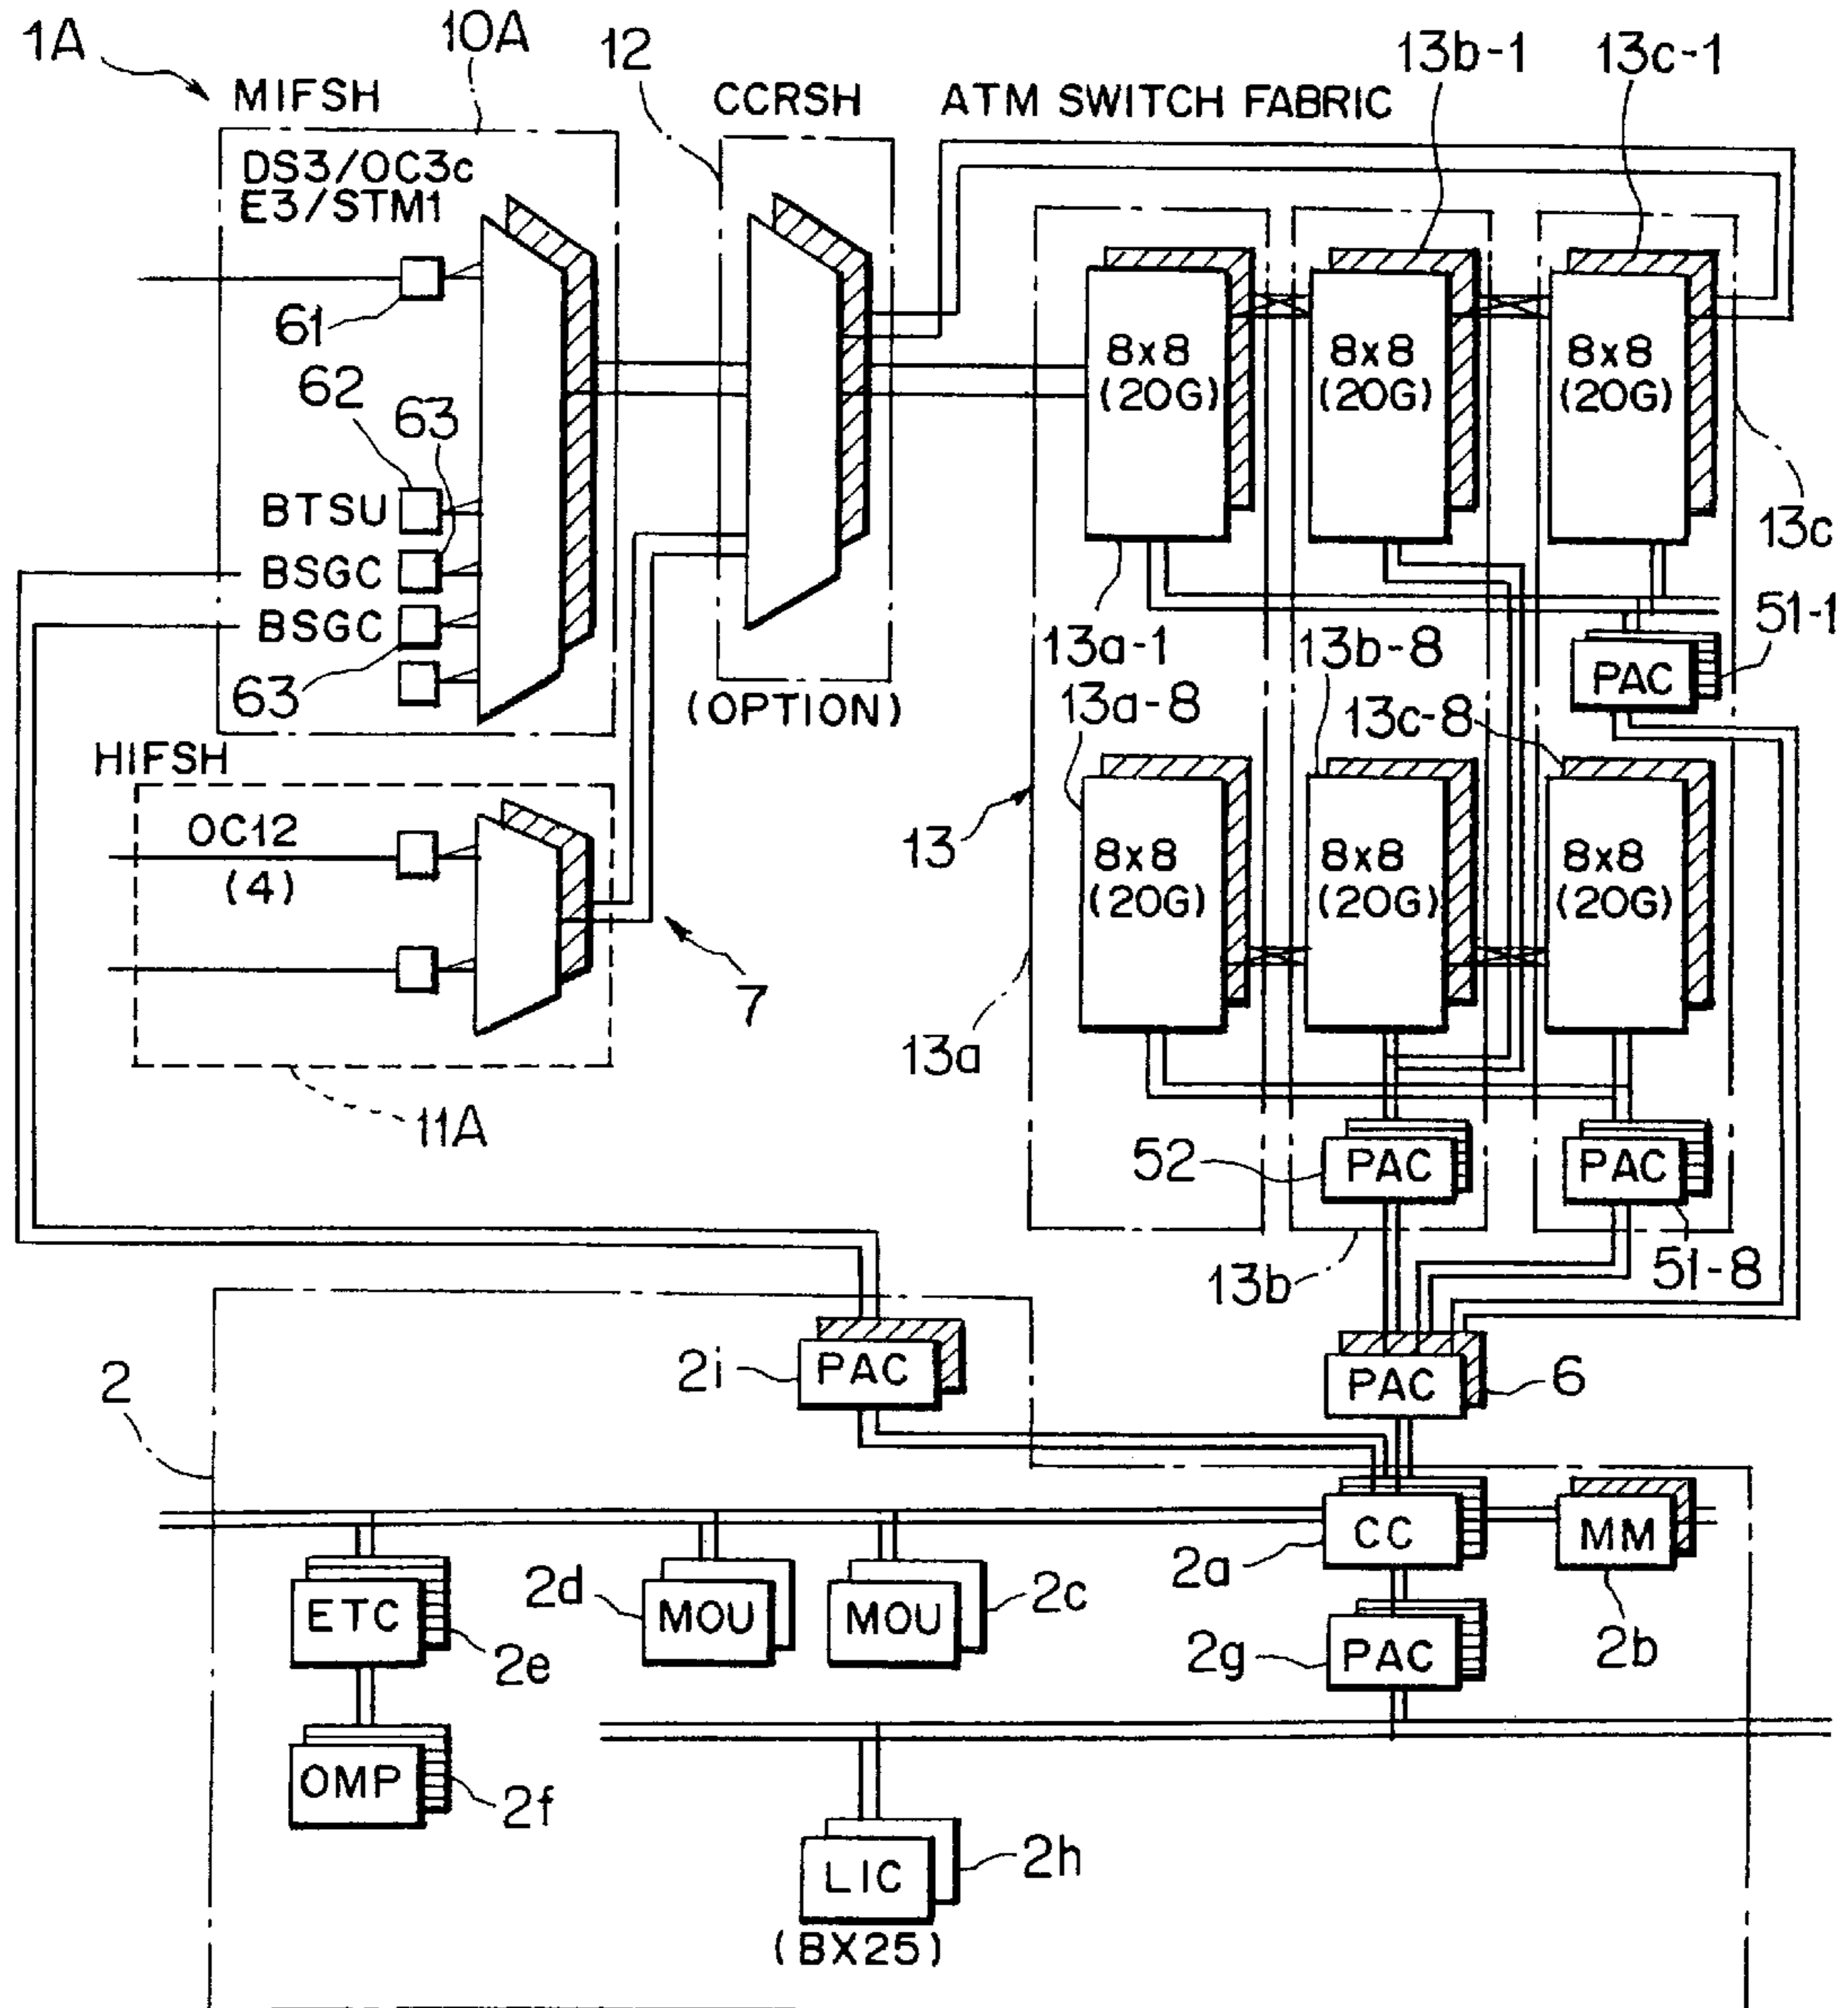 1A
10A
12
13b-1
13c-1
MIFSH
CCRSH
ATM SWITCH FABRIC
DS3/OC3c
E3/STM1
61
62
63
BTSU
BSGC
BSGC
63
(OPTION)
8x8
(20G)
8x8
(20G)
8x8
(20G)
13c
13a-1
13b-8
51-1
PAC
13a-8
13c-8
HIFSH
OC12
(4)
13
8x8
(20G)
8x8
(20G)
8x8
(20G)
7
13a
11A
52
PAC
PAC
13b
51-8
2
2i
PAC
PAC
6
CC
MM
2a
2b
ETC
2e
2d
MOU
MOU
2c
2g
PAC
OMP
2f
LIC
2h
(BX25)